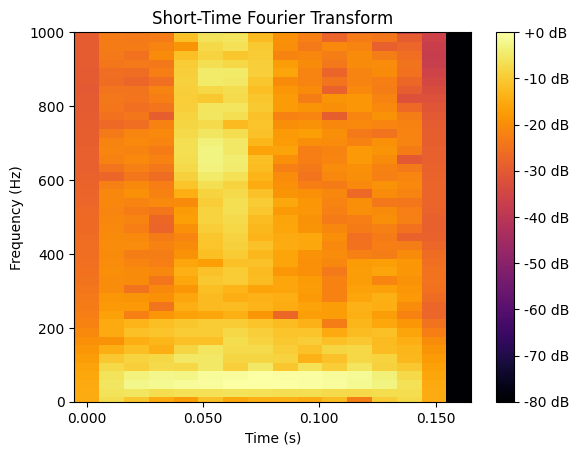 Short-Time Fourier Transform
Frequency (Hz)
1000
800
600
400
200
0
0.000
0.050
0.100
0.150
Time (s)
+0 dB
-10 dB
-20 dB
-30 dB
-40 dB
-50 dB
-60 dB
-70 dB
-80 dB